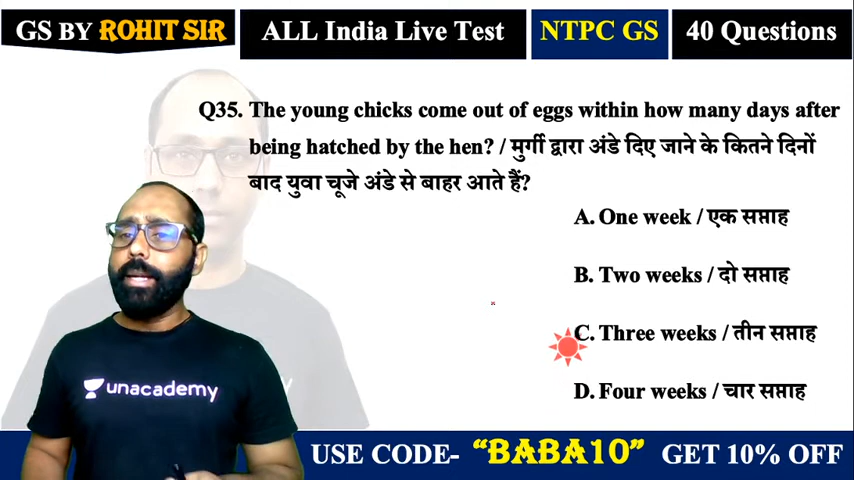 GS BY ROHIT SIR
ALL India Live Test
NTPC GS
40 Questions
Q35. The young chicks come out of eggs within how many days after
being hatched by the hen? / मुर्गी द्वारा अंडे दिए जाने के कितने दिनों
बाद युवा चूजे अंडे से बाहर आते हैं?
A. One week / एक सप्ताह
B. Two weeks / दो सप्ताह
C. Three weeks / तीन सप्ताह
D. Four weeks / चार सप्ताह
unacademy
unacademy
USE CODE- “BABA10” GET 10% OFF